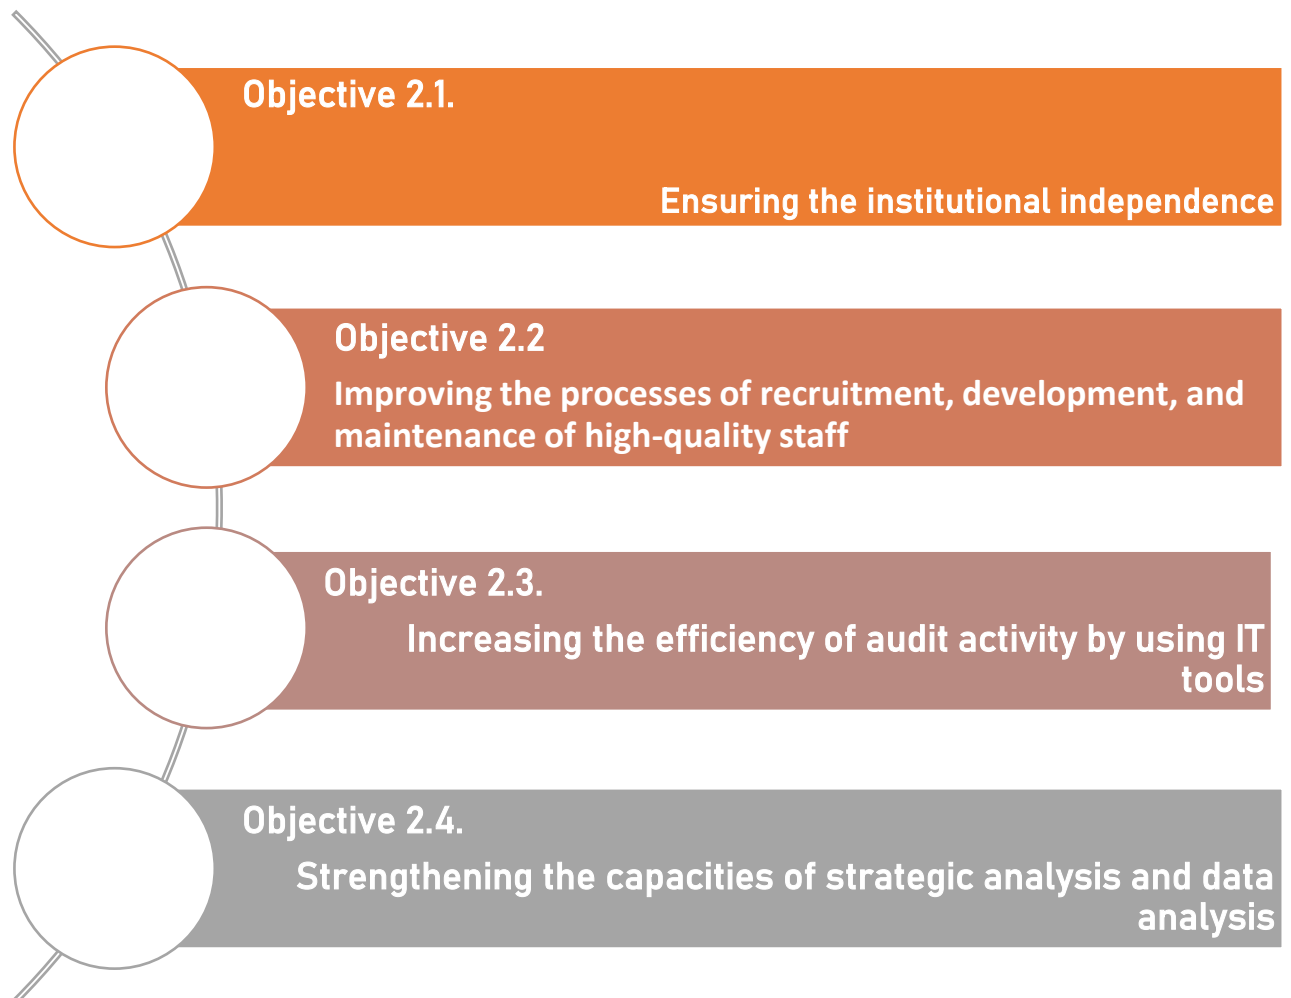 Objective 2.1.
Ensuring the institutional independence
Objective 2.2
Improving the processes of recruitment, development, and
maintenance of high-quality staff
Objective 2.3.
Increasing the efficiency of audit activity by using IT
tools
Objective 2.4.
Strengthening the capacities of strategic analysis and data
analysis